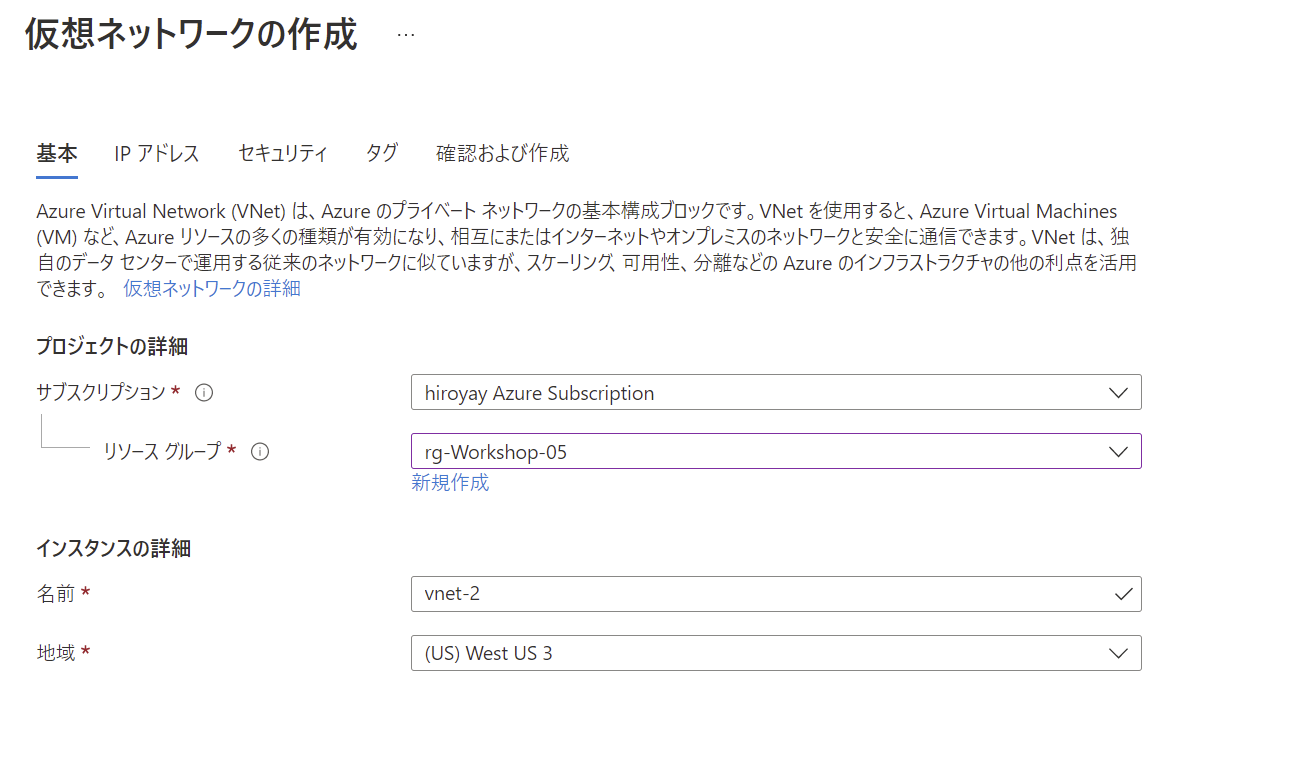 仮想ネットワークの作成 …
基本 IP アドレス セキュリティ タグ 確認および作成
Azure Virtual Network (VNet) は、Azure のプライベート ネットワークの基本構成ブロックです。VNet を使用すると、Azure Virtual Machines
(VM) など、Azure リソースの多くの種類が有効になり、相互にまたはインターネットやオンプレミスのネットワークと安全に通信できます。VNet は、独
自のデータ センターで運用する従来のネットワークに似ていますが、スケーリング、可用性、分離などの Azure のインフラストラクチャの他の利点を活用
できます。 仮想ネットワークの詳細
プロジェクトの詳細
サブスクリプション * hiroyay Azure Subscription
リソース グループ * rg-Workshop-05
新規作成
インスタンスの詳細
名前 * vnet-2
地域 * (US) West US 3